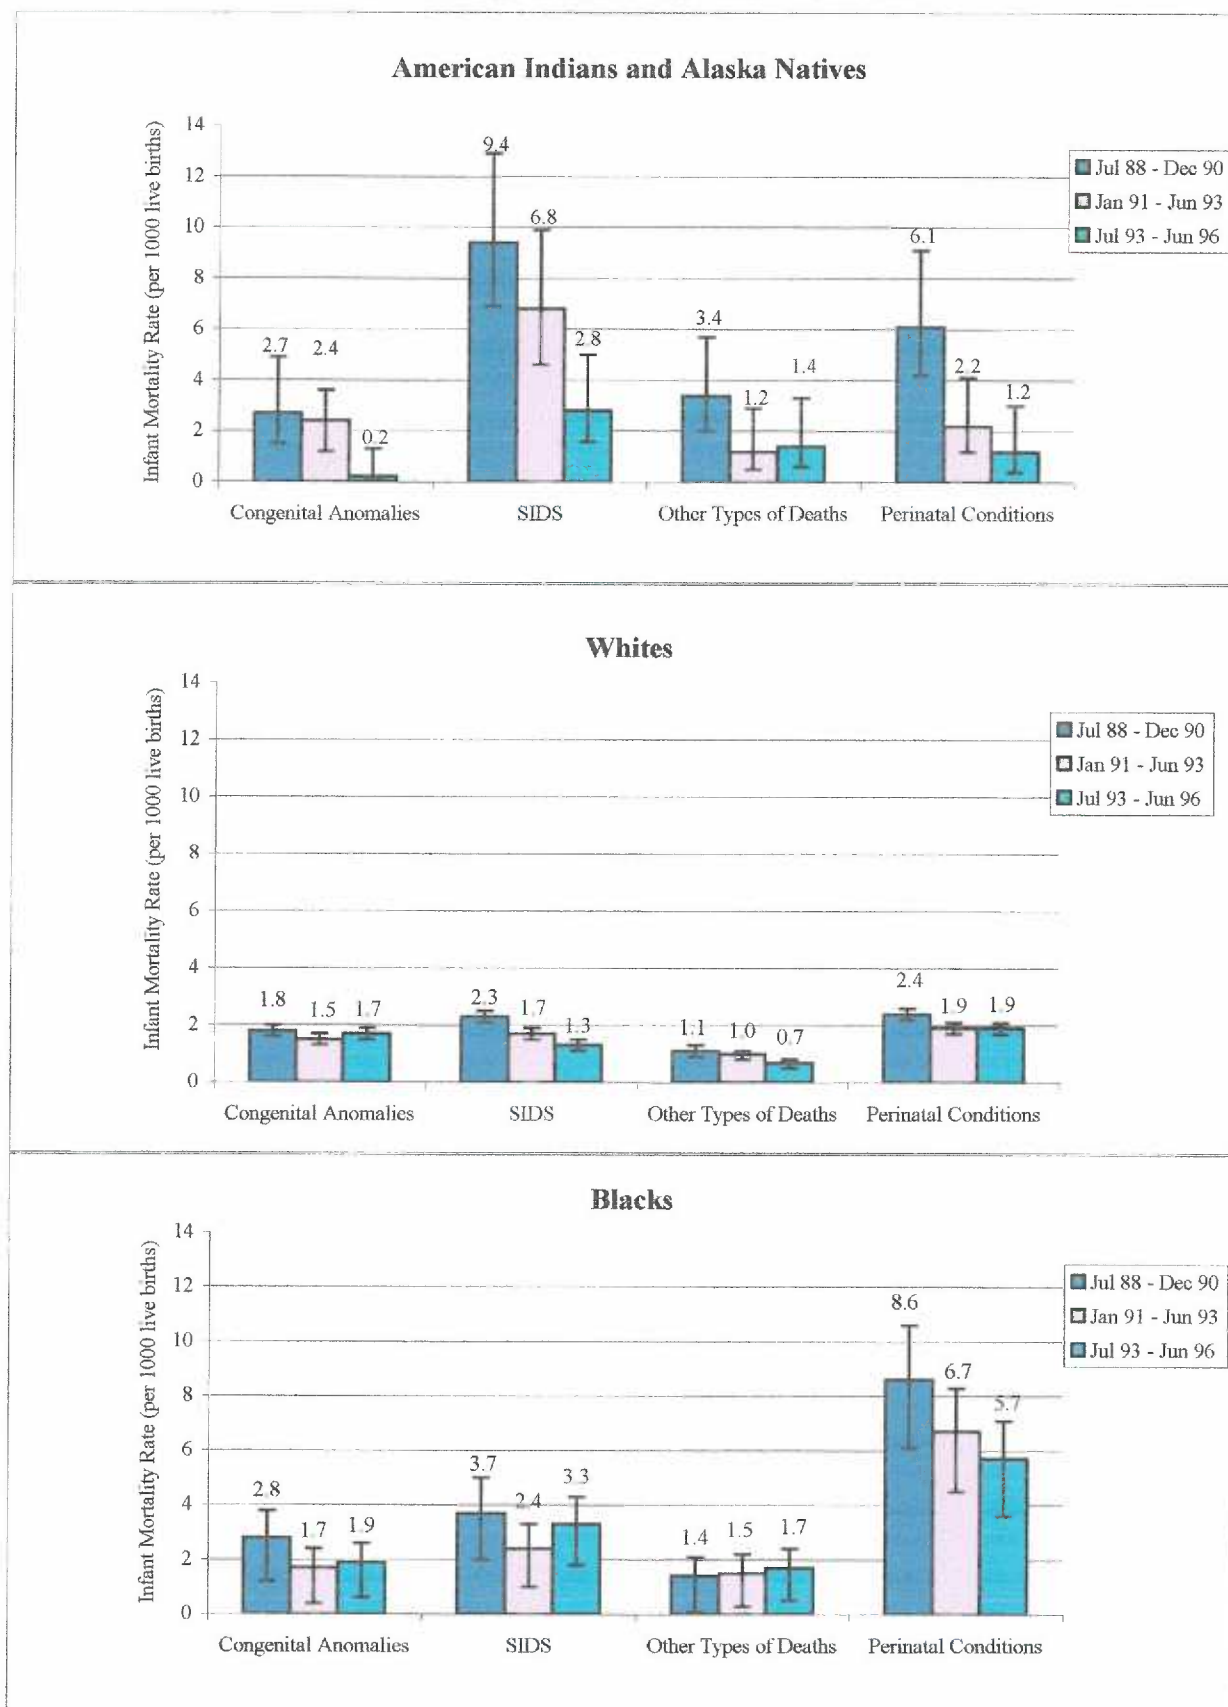 American Indians and Alaska Natives
Infant Mortality Rate (per 1000 live births)
14
12
10
8
6
4
2
0
2.7
2.4
0.2
9.4
6.8
2.8
3.4
1.2
1.4
6.1
2.2
1.2
Congenital Anomalies
SIDS
Other Types of Deaths
Perinatal Conditions
Jul 88 - Dec 90
Jan 91 - Jun 93
Jul 93 - Jun 96
Whites
Infant Mortality Rate (per 1000 live births)
14
12
10
8
6
4
2
0
1.8
1.5
1.7
2.3
1.7
1.3
1.1
1.0
0.7
2.4
1.9
1.9
Congenital Anomalies
SIDS
Other Types of Deaths
Perinatal Conditions
Jul 88 - Dec 90
Jan 91 - Jun 93
Jul 93 - Jun 96
Blacks
Infant Mortality Rate (per 1000 live births)
14
12
10
8
6
4
2
0
2.8
1.7
1.9
3.7
2.4
3.3
1.4
1.5
1.7
8.6
6.7
5.7
Congenital Anomalies
SIDS
Other Types of Deaths
Perinatal Conditions
Jul 88 - Dec 90
Jan 91 - Jun 93
Jul 93 - Jun 96